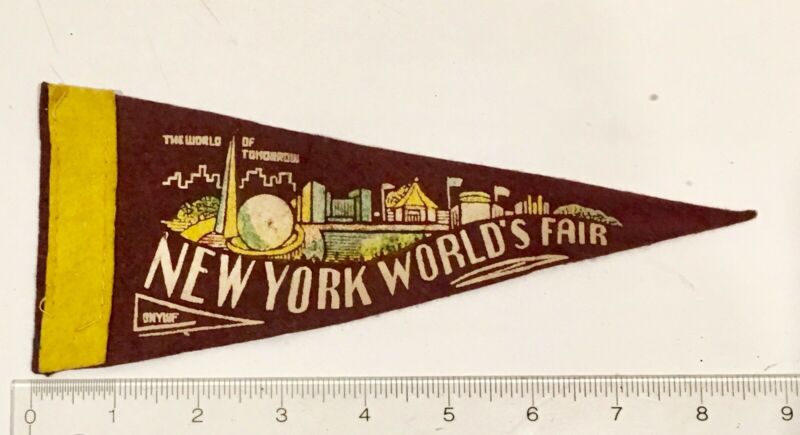 THE WORLD OF
TOMORROW
NEW YORK WORLD'S FAIR
©NYWF
0 1 2 3 4 5 6 7 8 9